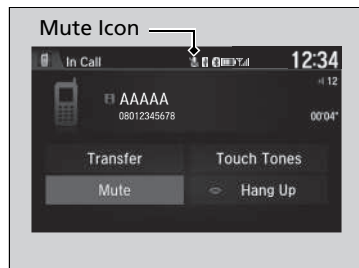 Mute Icon
In Call 12:34
12
AAAAA
08012345678 00'04"
Transfer Touch Tones
Mute Hang Up